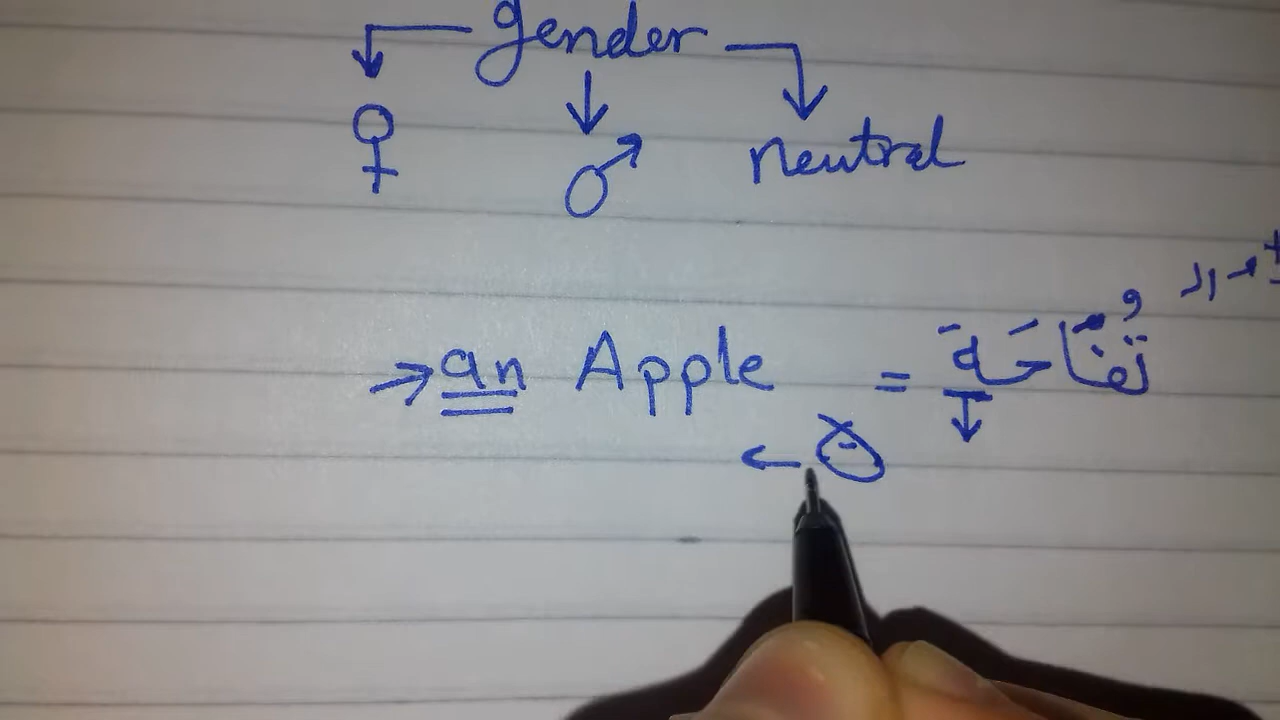 gender
♀ ♂ neutral
→ an Apple = تُفَّاحَة